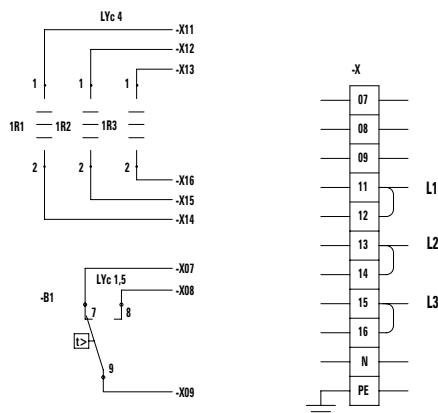 LYc 4
-X11
-X12
-X13
1 1 1
1R1 1R2 1R3
2 2 2
-X16
-X15
-X14
-X07
LYc 1,5
-X08
-B1
7 8
t>
9
-X09
-X
07
08
09
11 L1
12
13 L2
14
15 L3
16
N
PE